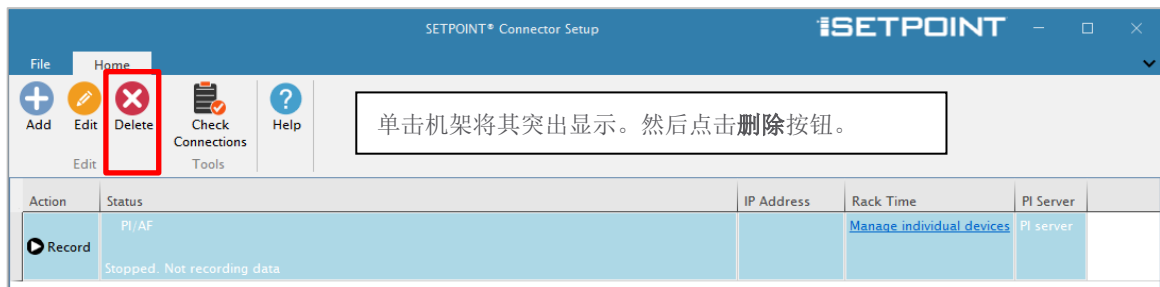 SETPOINT® Connector Setup
SETPOINT
File Home
Add Edit Delete Check Connections Help
Edit Tools
单击机架将其突出显示。然后点击删除按钮。
Action Status IP Address Rack Time PI Server
PI/AF Manage individual devices PI server
Record
Stopped. Not recording data